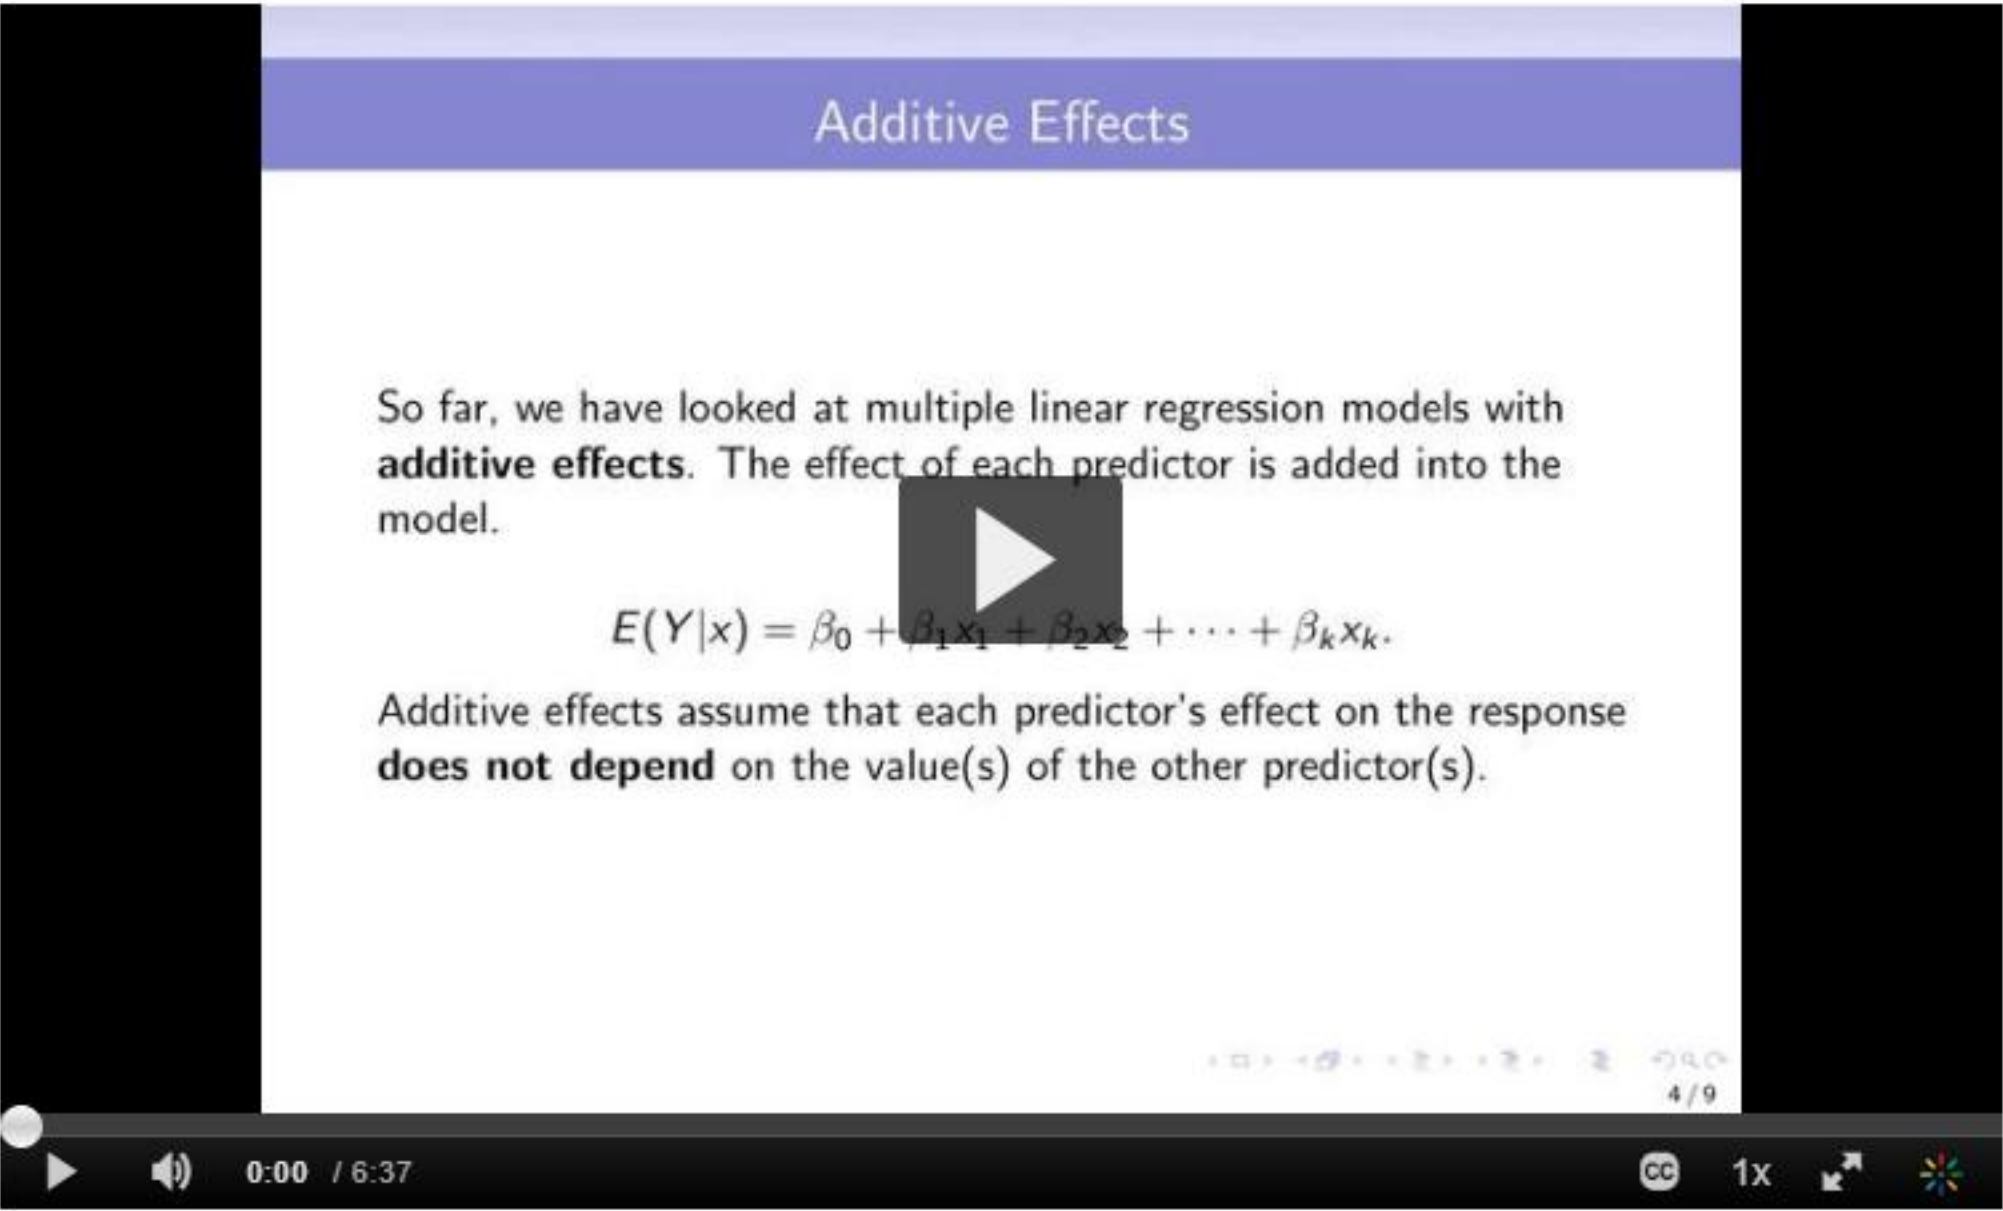 Additive Effects
So far, we have looked at multiple linear regression models with
additive effects. The effect of each predictor is added into the
model.
E(Y|x) = β₀ + β₁x₁ + β₂x₂ + ⋯ + βₖxₖ.
Additive effects assume that each predictor's effect on the response
does not depend on the value(s) of the other predictor(s).
4 / 9
0:00 / 6:37
CC
1x